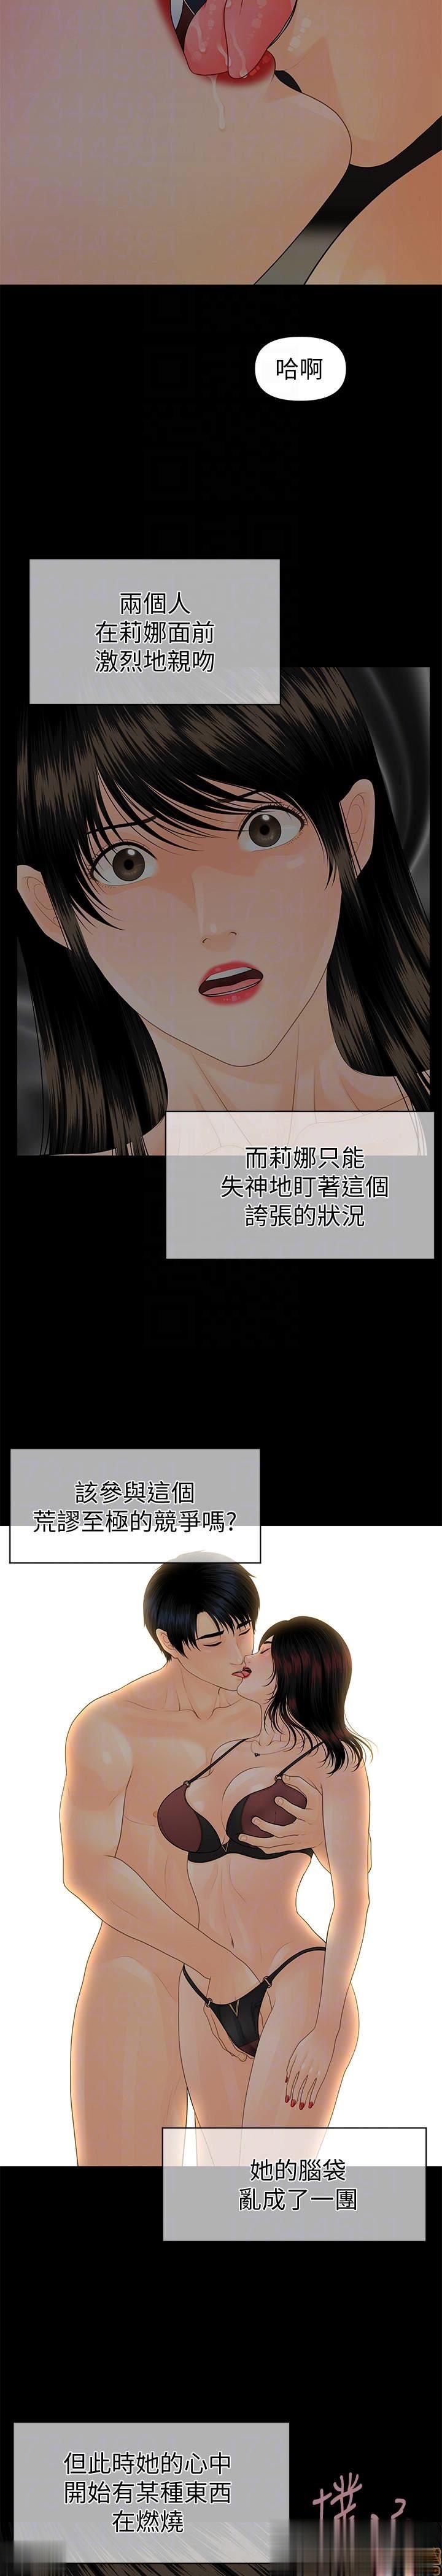 哈啊
兩個人
在莉娜面前
激烈地親吻
而莉娜只能
失神地盯著這個
誇張的狀況
該參與這個
荒謬至極的競爭嗎?
她的腦袋
亂成了一團
但此時她的心中
開始有某種東西
在燃燒